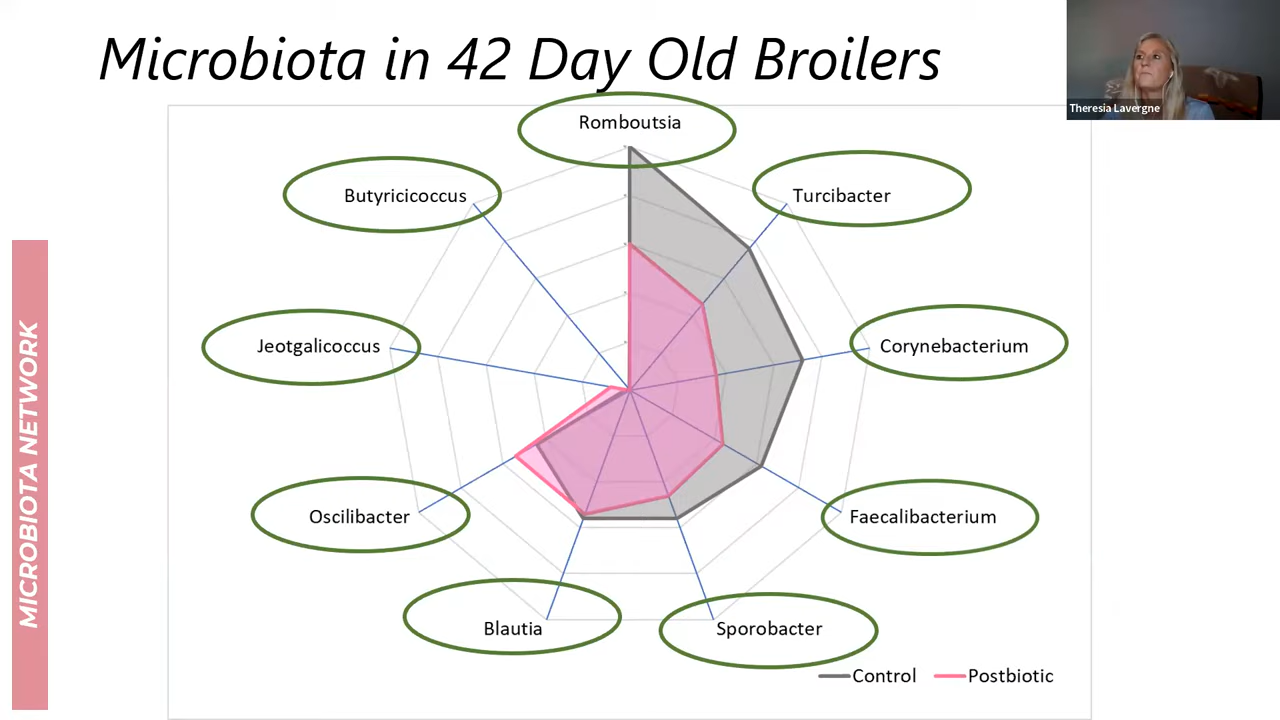 Microbiota in 42 Day Old Broilers
Theresia Lavergne
Romboutsia
Butyricicoccus
Turcibacter
Jeotgalicoccus
Corynebacterium
Oscilibacter
Faecalibacterium
Blautia
Sporobacter
Control
Postbiotic
MICROBIOTA NETWORK